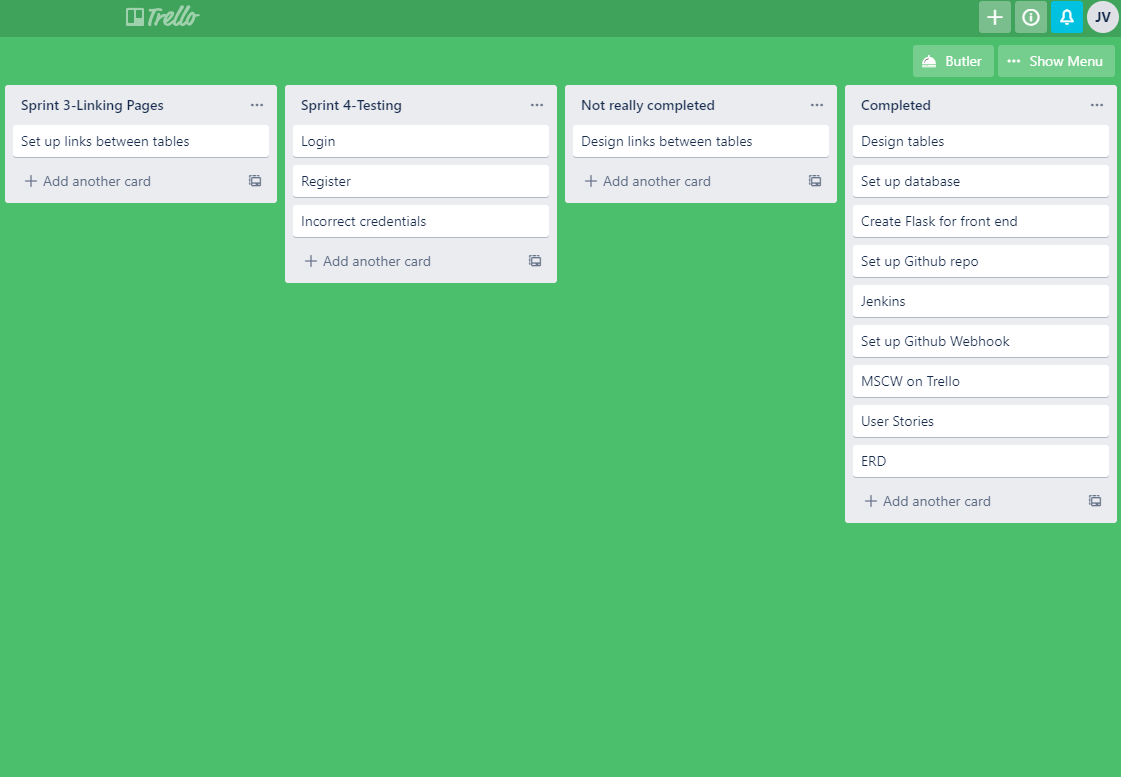 Trello
JV
Butler
Show Menu
Sprint 3-Linking Pages
Set up links between tables
Add another card
Sprint 4-Testing
Login
Register
Incorrect credentials
Add another card
Not really completed
Design links between tables
Add another card
Completed
Design tables
Set up database
Create Flask for front end
Set up Github repo
Jenkins
Set up Github Webhook
MSCW on Trello
User Stories
ERD
Add another card